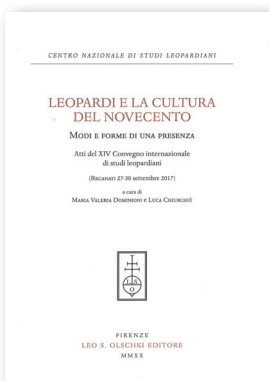 CENTRO NAZIONALE DI STUDI LEOPARDIANI
LEOPARDI E LA CULTURA
DEL NOVECENTO
MODI E FORME DI UNA PRESENZA
Atti del XIV Convegno internazionale
di studi leopardiani
(RECANATI 27-30 settembre 2017)
a cura di
MARIA VALERIA DOMINIONI e LUCA CHIURCHIÙ
L S
O
FIRENZE
LEO S. OLSCHKI EDITORE
MMXX